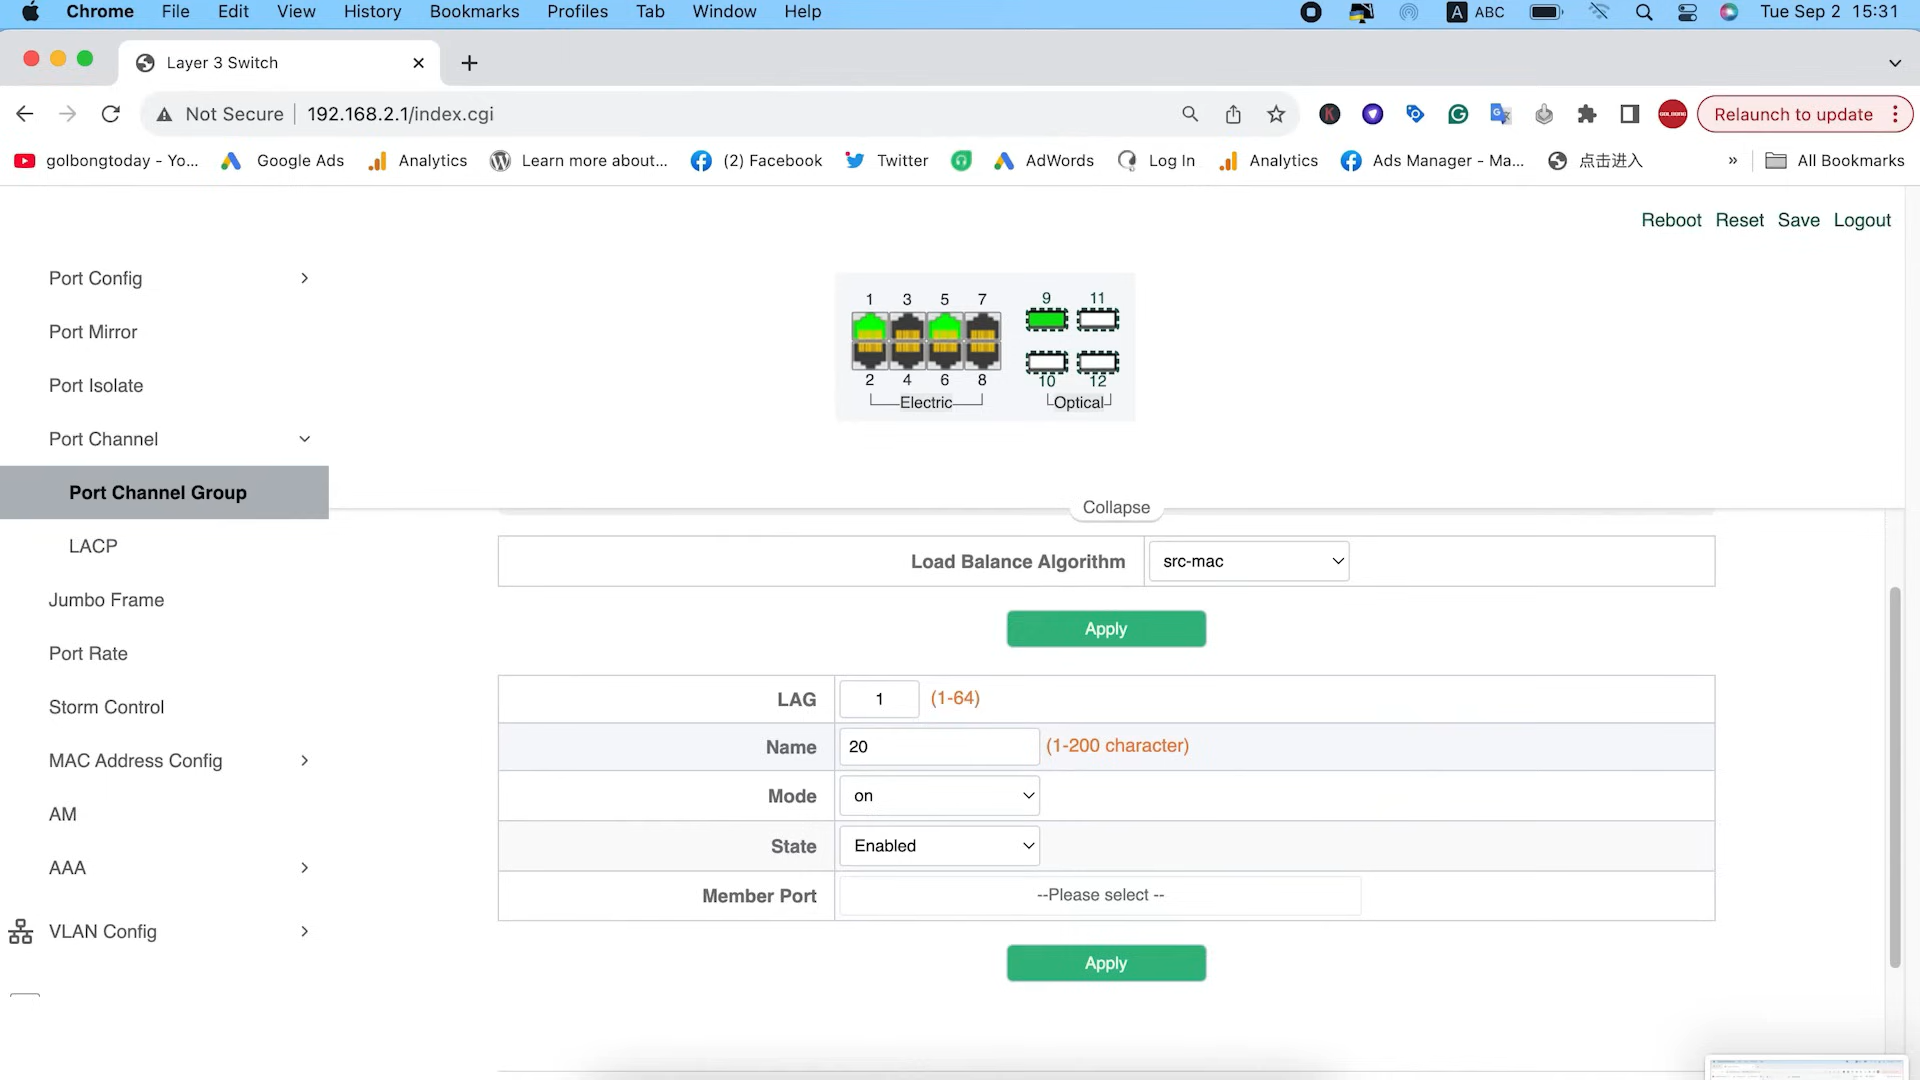 Chrome File Edit View History Bookmarks Profiles Tab Window Help A ABC Tue Sep 2 15:31
Layer 3 Switch
Not Secure 192.168.2.1/index.cgi Relaunch to update
golbongtoday - Yo... Google Ads Analytics Learn more about... (2) Facebook Twitter AdWords Log In Analytics Ads Manager - Ma... 点击进入 » All Bookmarks
Reboot Reset Save Logout
Port Config
Port Mirror
Port Isolate
Port Channel
Port Channel Group
LACP
Jumbo Frame
Port Rate
Storm Control
MAC Address Config
AM
AAA
VLAN Config
1 3 5 7 9 11
2 4 6 8 10 12
Electric Optical
Collapse
Load Balance Algorithm src-mac
Apply
LAG 1 (1-64)
Name 20 (1-200 character)
Mode on
State Enabled
Member Port --Please select --
Apply